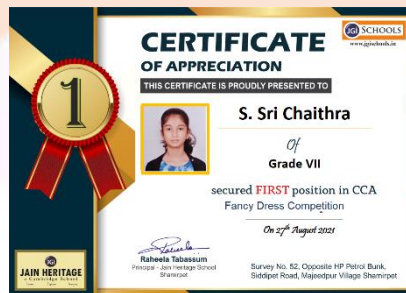 JGI SCHOOLS
www.jgischools.in
CERTIFICATE
OF APPRECIATION
THIS CERTIFICATE IS PROUDLY PRESENTED TO
1
S. Sri Chaithra
Of
Grade VII
secured FIRST position in CCA
Fancy Dress Competition
On 27th August 2021
Raheela Tabassum
Principal - Jain Heritage School
Shamirpet
JGI
JAIN HERITAGE
a Cambridge School
Survey No. 52, Opposite HP Petrol Bunk,
Siddipet Road, Majeedpur Village Shamirpet